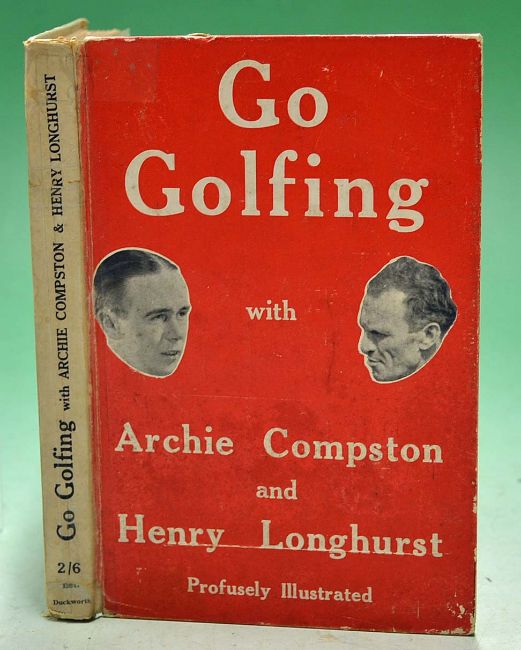 Go
Golfing
with
Archie Compston
and
Henry Longhurst
Profusely Illustrated
Go Golfing with ARCHIE COMPSTON & HENRY LONGHURST
2/6
Duckworth